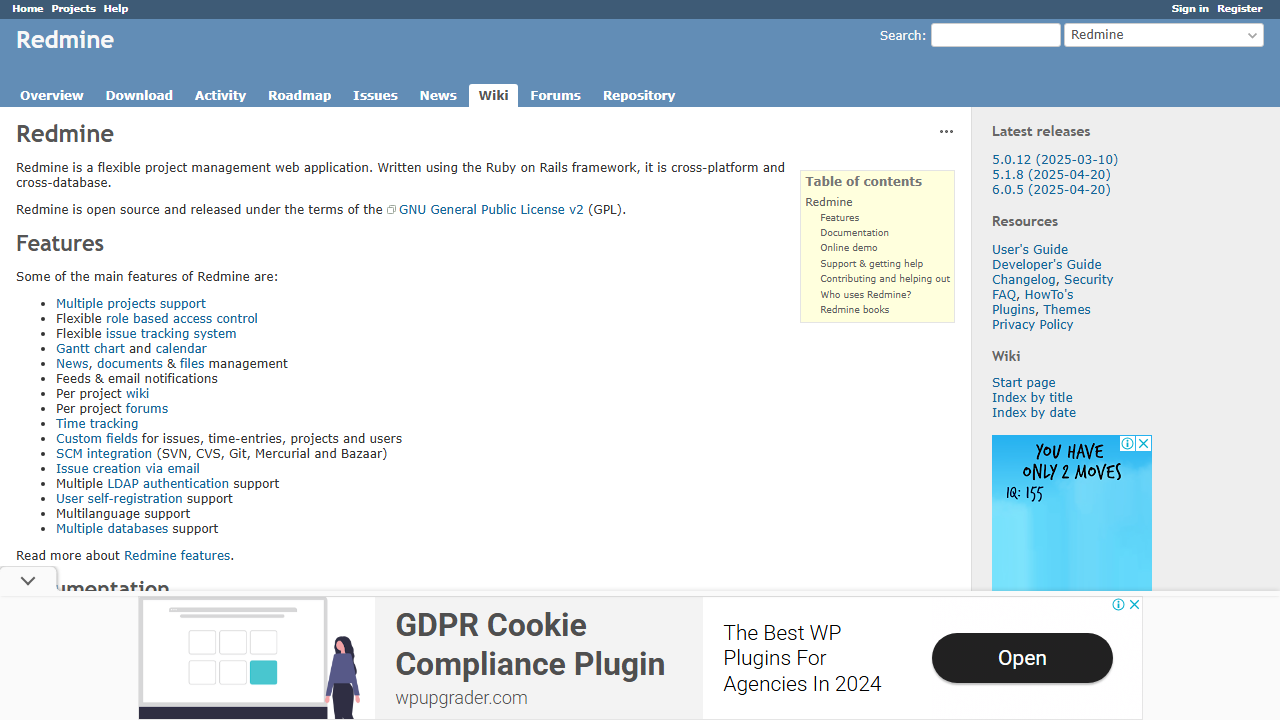 Home Projects Help
Sign in Register
Redmine
Search:
Redmine
Overview Download Activity Roadmap Issues News Wiki Forums Repository
Redmine
Redmine is a flexible project management web application. Written using the Ruby on Rails framework, it is cross-platform and
cross-database.
Redmine is open source and released under the terms of the GNU General Public License v2 (GPL).
Table of contents
Redmine
Features
Documentation
Online demo
Support & getting help
Contributing and helping out
Who uses Redmine?
Redmine books
Features
Some of the main features of Redmine are:
Multiple projects support
Flexible role based access control
Flexible issue tracking system
Gantt chart and calendar
News, documents & files management
Feeds & email notifications
Per project wiki
Per project forums
Time tracking
Custom fields for issues, time-entries, projects and users
SCM integration (SVN, CVS, Git, Mercurial and Bazaar)
Issue creation via email
Multiple LDAP authentication support
User self-registration support
Multilanguage support
Multiple databases support
Read more about Redmine features.
Latest releases
5.0.12 (2025-03-10)
5.1.8 (2025-04-20)
6.0.5 (2025-04-20)
Resources
User's Guide
Developer's Guide
Changelog, Security
FAQ, HowTo's
Plugins, Themes
Privacy Policy
Wiki
Start page
Index by title
Index by date
YOU HAVE
ONLY 2 MOVES
IQ: 155
GDPR Cookie
Compliance Plugin
wpupgrader.com
The Best WP
Plugins For
Agencies In 2024
Open